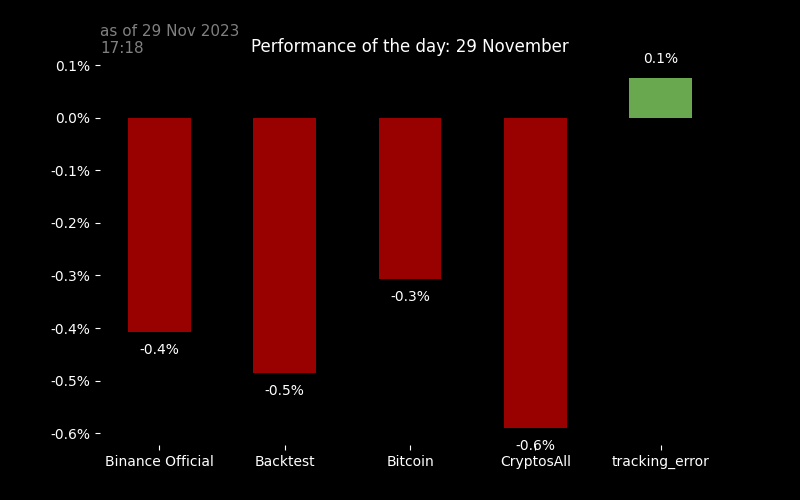 as of 29 Nov 2023
17:18
Performance of the day: 29 November
0.1%
0.0%
-0.1%
-0.2%
-0.3%
-0.4%
-0.5%
-0.6%
-0.4%
-0.5%
-0.3%
-0.6%
0.1%
Binance Official
Backtest
Bitcoin
CryptosAll
tracking_error